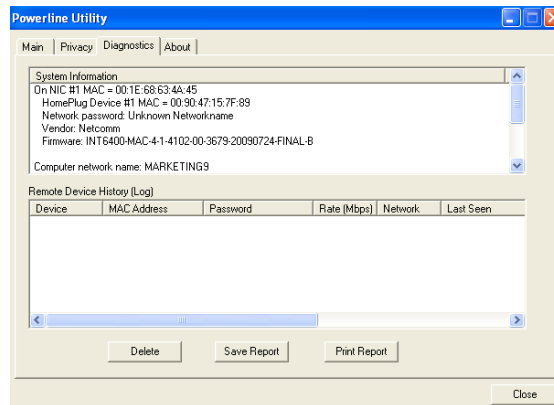 Powerline Utility
Main Privacy Diagnostics About
System Information
On NIC #1 MAC = 00:1E:68:63:4A:45
HomePlug Device #1 MAC = 00:90:47:15:7F:89
Network password: Unknown Networkname
Vendor: Netcomm
Firmware: INT6400-MAC-4-1-4102-00-3679-20090724-FINAL-B
Computer network name: MARKETING9
Remote Device History (Log)
Device MAC Address Password Rate (Mbps) Network Last Seen
Delete Save Report Print Report
Close